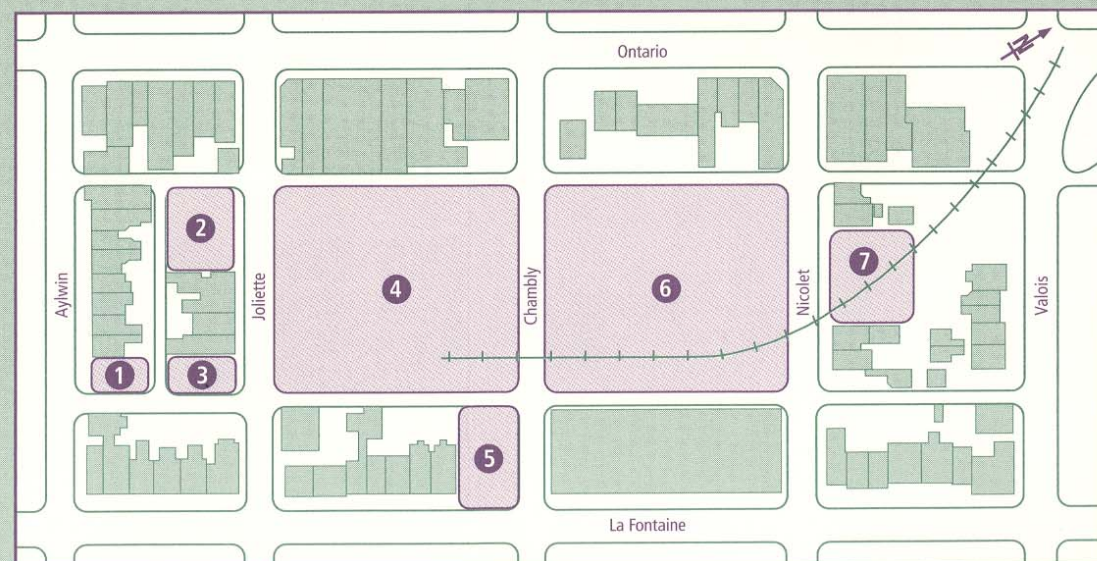 Ontario
N
Aylwin
Joliette
Chambly
Nicolet
Valois
1
2
3
4
5
6
7
La Fontaine